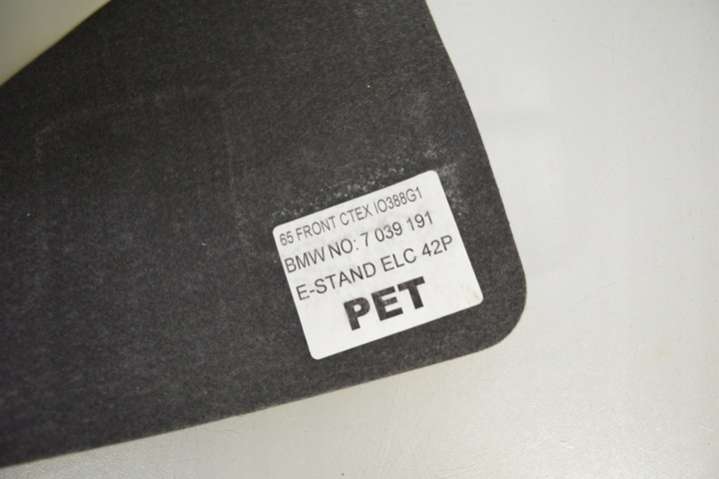 65 FRONT CTEX IO388G1
BMW NO: 7 039 191
E-STAND ELC 42P
PET